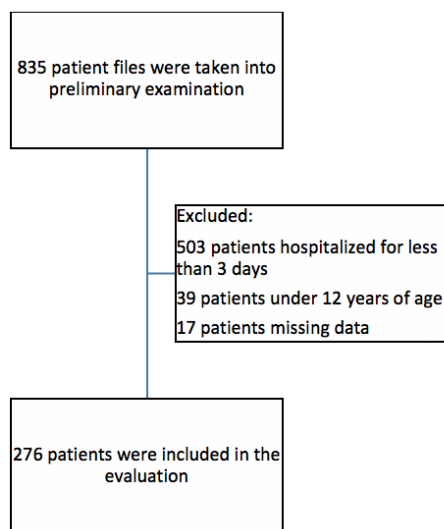 835 patient files were taken into
preliminary examination
Excluded:
503 patients hospitalized for less
than 3 days
39 patients under 12 years of age
17 patients missing data
276 patients were included in the
evaluation